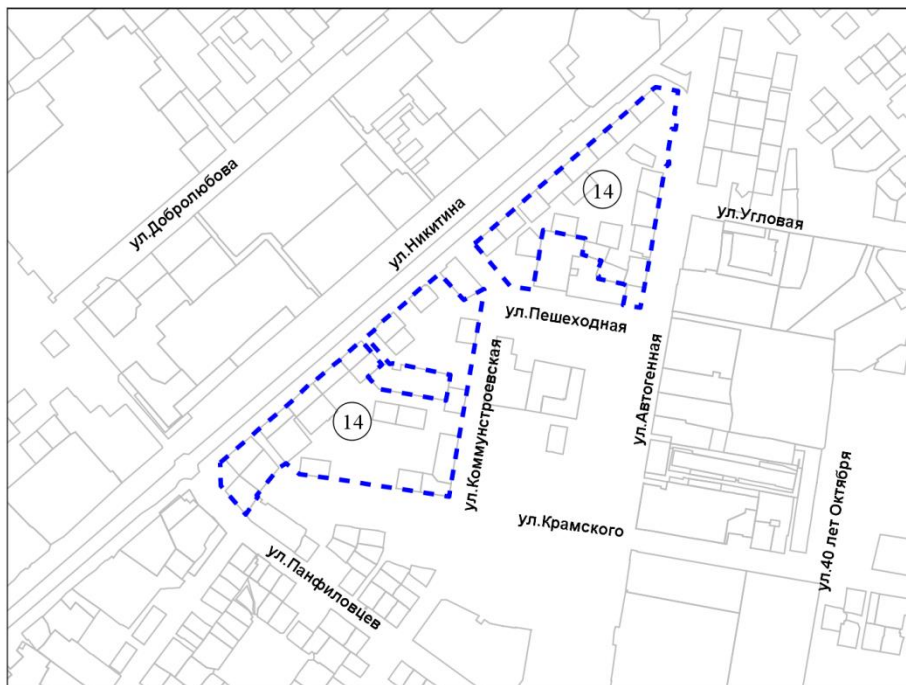 ул.Добролюбова
ул.Никитина
14
ул.Угловая
ул.Пешеходная
14
ул.Коммунстроевская
ул.Автогенная
ул.Крамского
ул.40 лет Октября
ул.Панфиловцев